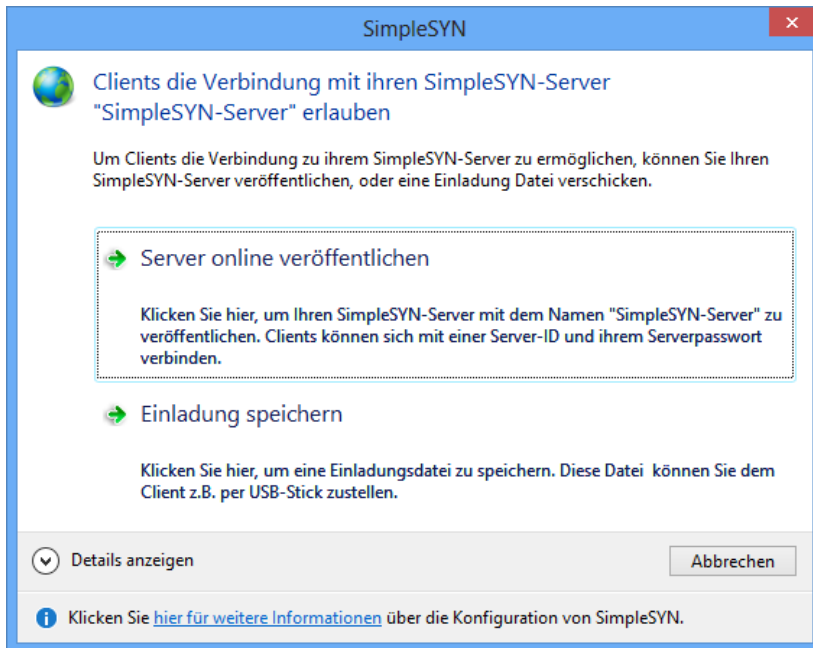 SimpleSYN
Clients die Verbindung mit ihren SimpleSYN-Server
"SimpleSYN-Server" erlauben
Um Clients die Verbindung zu ihrem SimpleSYN-Server zu ermöglichen, können Sie Ihren
SimpleSYN-Server veröffentlichen, oder eine Einladung Datei verschicken.
Server online veröffentlichen
Klicken Sie hier, um Ihren SimpleSYN-Server mit dem Namen "SimpleSYN-Server" zu
veröffentlichen. Clients können sich mit einer Server-ID und ihrem Serverpasswort
verbinden.
Einladung speichern
Klicken Sie hier, um eine Einladungsdatei zu speichern. Diese Datei  können Sie dem
Client z.B. per USB-Stick zustellen.
Details anzeigen
Abbrechen
Klicken Sie hier für weitere Informationen über die Konfiguration von SimpleSYN.